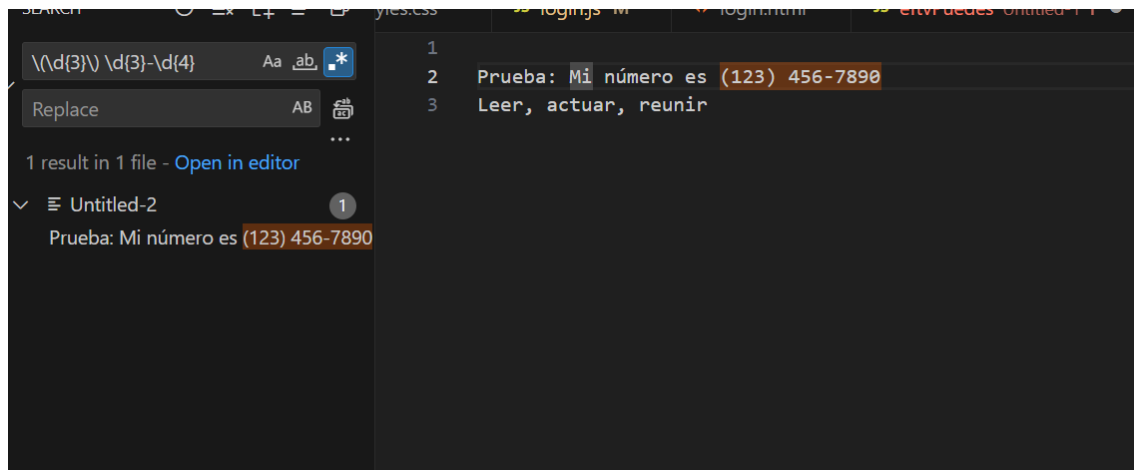 SEARCH
yles.css JS login.js M <> login.html
\(\d{3}\) \d{3}-\d{4} Aa ab .*
Replace AB
...
1 result in 1 file - Open in editor
Untitled-2 1
Prueba: Mi número es (123) 456-7890
1
2 Prueba: Mi número es (123) 456-7890
3 Leer, actuar, reunir